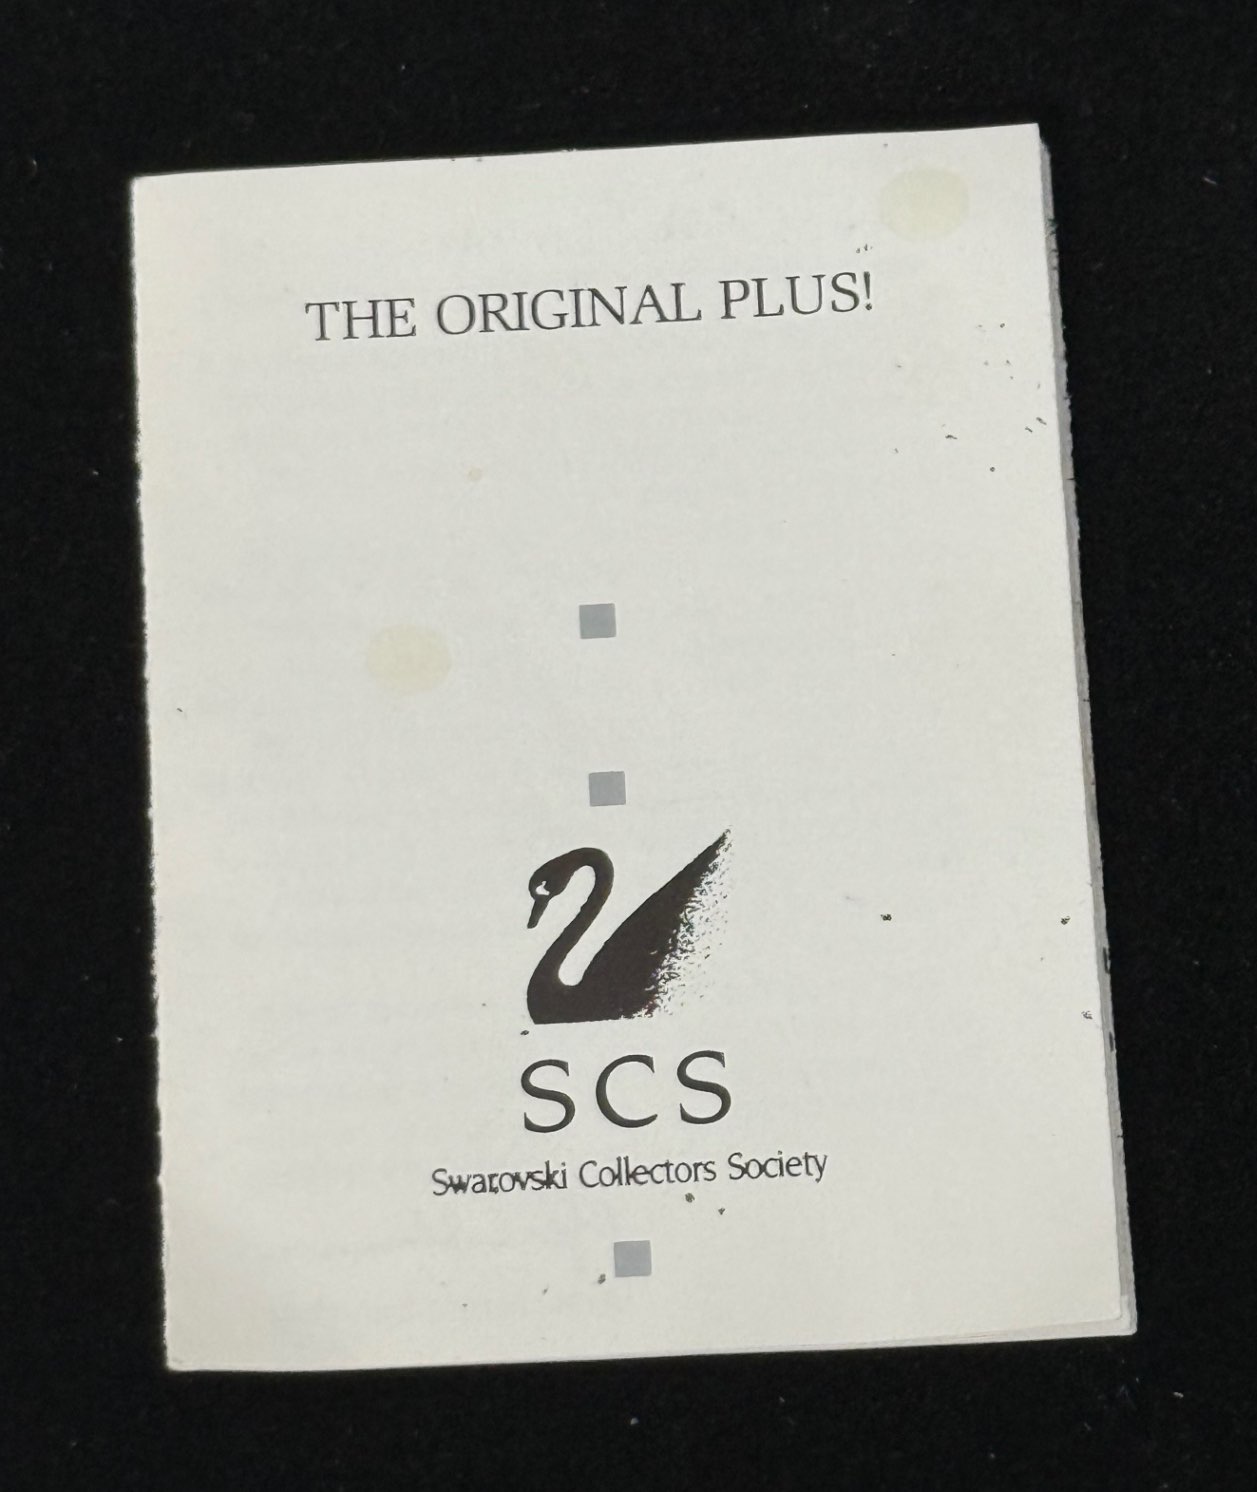 THE ORIGINAL PLUS!
SCS
Swarovski Collectors Society